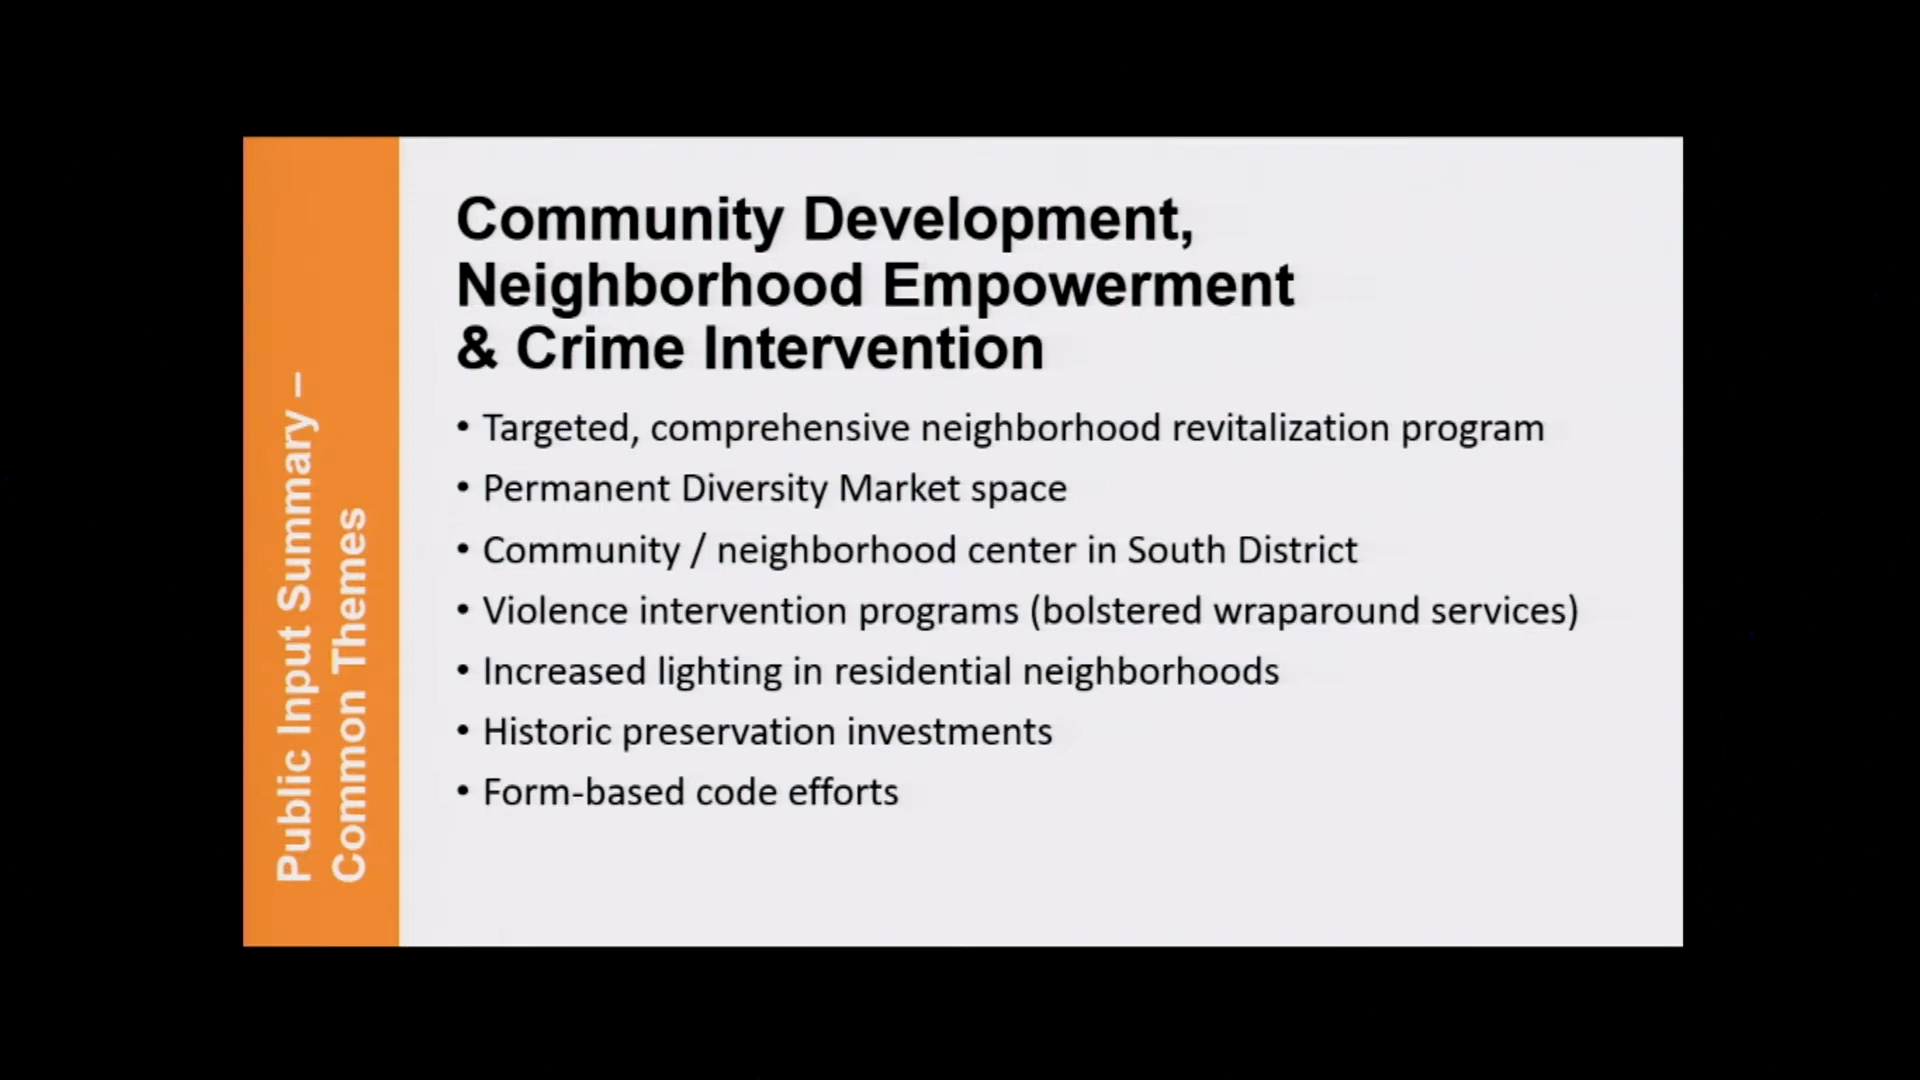 Public Input Summary –
Common Themes
Community Development,
Neighborhood Empowerment
& Crime Intervention
• Targeted, comprehensive neighborhood revitalization program
• Permanent Diversity Market space
• Community / neighborhood center in South District
• Violence intervention programs (bolstered wraparound services)
• Increased lighting in residential neighborhoods
• Historic preservation investments
• Form-based code efforts